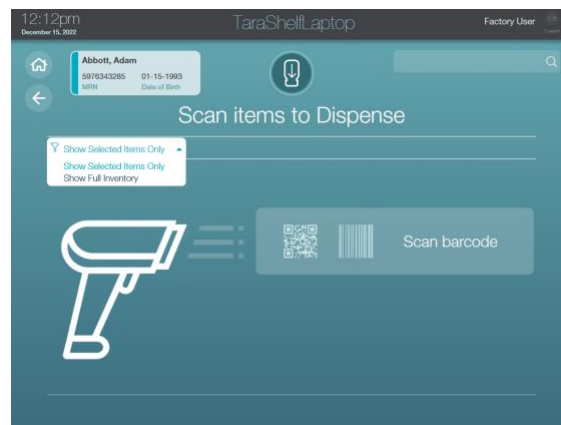 12:12pm
TaraShelfLaptop
Factory User
December 15, 2022
Logout
Abbott, Adam
5976343285 01-15-1993
MRN Date of Birth
Scan items to Dispense
Show Selected Items Only
Show Selected Items Only
Show Full Inventory
Scan barcode